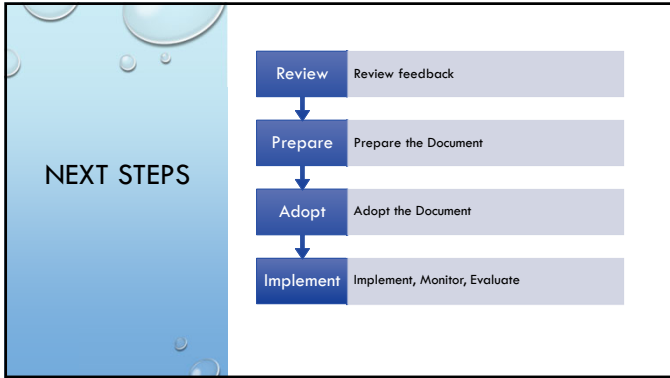 NEXT STEPS
Review
Review feedback
Prepare
Prepare the Document
Adopt
Adopt the Document
Implement
Implement, Monitor, Evaluate